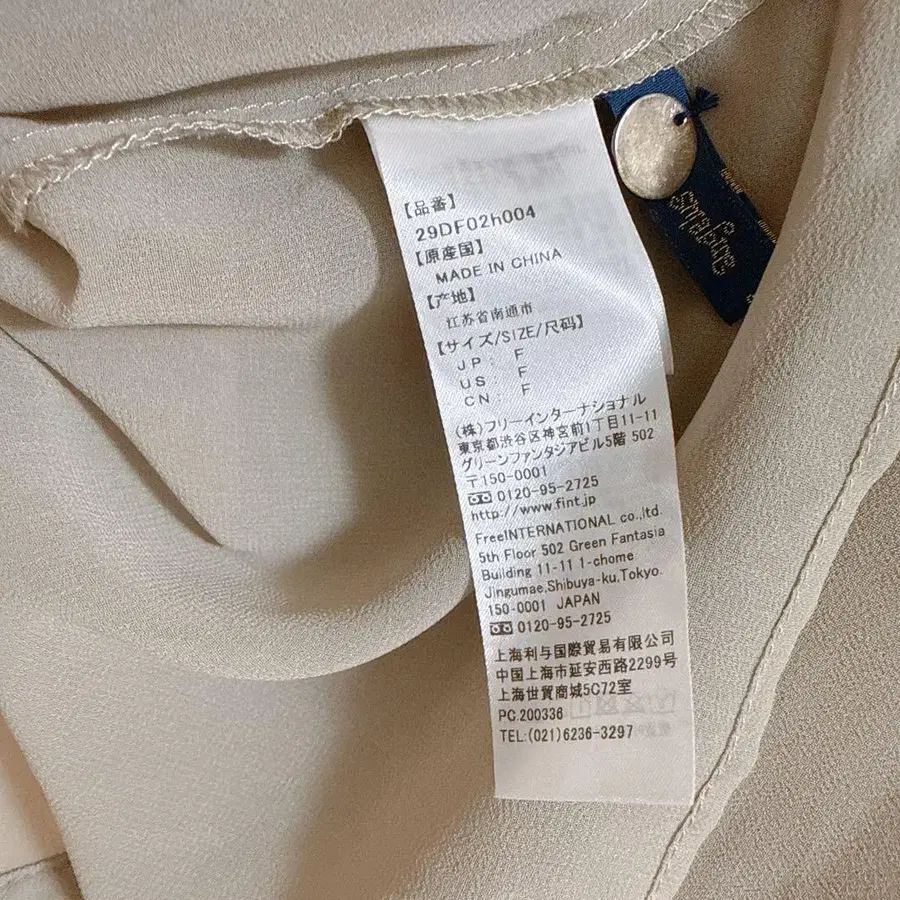 【品番】
29DF02h004
【原産国】
MADE IN CHINA
【产地】
江苏省南通市
【サイズ/SIZE/尺码】
JP: F
US: F
CN: F
(株)フリーインターナショナル
東京都渋谷区神宮前1丁目11-11
グリーンファンタジアビル5階 502
〒150-0001
0120-95-2725
http://www.fint.jp
FreeINTERNATIONAL co.,ltd
5th Floor 502 Green Fantasia
Building 11-11 1-chome
Jingumae,Shibuya-ku,Tokyo.
150-0001 JAPAN
0120-95-2725
上海利与国際貿易有限公司
中国上海市延安西路2299号
上海世貿商城5C72室
PC.200336
TEL:(021)6236-3297